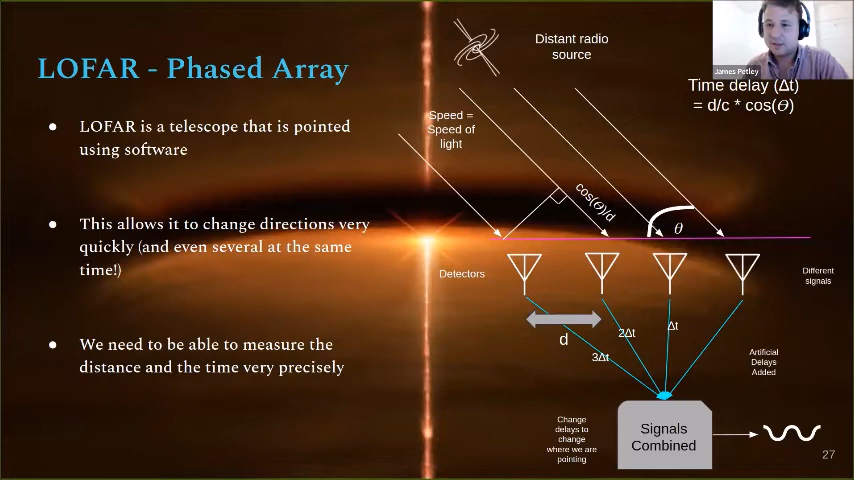 LOFAR - Phased Array
● LOFAR is a telescope that is pointed
using software
● This allows it to change directions very
quickly (and even several at the same
time!)
● We need to be able to measure the
distance and the time very precisely
Distant radio
source
James Petley
Time delay (Δt)
= d/c * cos(𝛳)
Speed =
Speed of
light
cos(𝛳)/d
𝛳
Detectors
Different
signals
d
2Δt
Δt
3Δt
Artificial
Delays
Added
Change
delays to
change
where we are
pointing
Signals
Combined
27